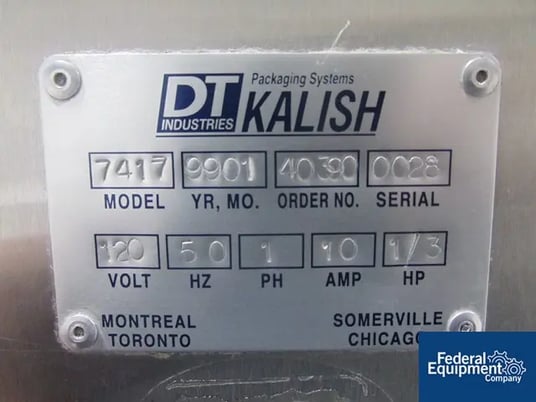 DT
INDUSTRIES
Packaging Systems
KALISH
7417 9901 40390 0028
MODEL YR, MO. ORDER NO. SERIAL
120 50 1 10 1/3
VOLT HZ PH AMP HP
MONTREAL SOMERVILLE
TORONTO CHICAGO
Federal
Equipment
Company